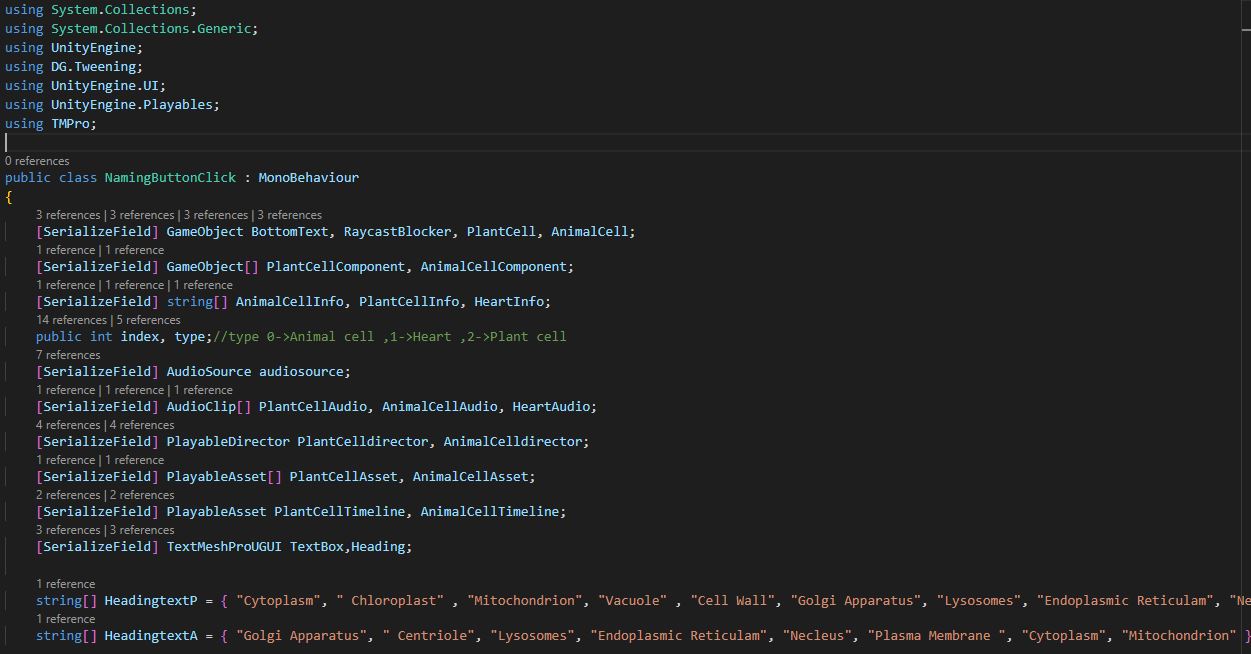 using System.Collections;
using System.Collections.Generic;
using UnityEngine;
using DG.Tweening;
using UnityEngine.UI;
using UnityEngine.Playables;
using TMPro;
0 references
public class NamingButtonClick : MonoBehaviour
{
3 references | 3 references | 3 references | 3 references
[SerializeField] GameObject BottomText, RaycastBlocker, PlantCell, AnimalCell;
1 reference | 1 reference
[SerializeField] GameObject[] PlantCellComponent, AnimalCellComponent;
1 reference | 1 reference | 1 reference
[SerializeField] string[] AnimalCellInfo, PlantCellInfo, HeartInfo;
14 references | 5 references
public int index, type;//type 0->Animal cell ,1->Heart ,2->Plant cell
7 references
[SerializeField] AudioSource audiosource;
1 reference | 1 reference | 1 reference
[SerializeField] AudioClip[] PlantCellAudio, AnimalCellAudio, HeartAudio;
4 references | 4 references
[SerializeField] PlayableDirector PlantCelldirector, AnimalCelldirector;
1 reference | 1 reference
[SerializeField] PlayableAsset[] PlantCellAsset, AnimalCellAsset;
2 references | 2 references
[SerializeField] PlayableAsset PlantCellTimeline, AnimalCellTimeline;
3 references | 3 references
[SerializeField] TextMeshProUGUI TextBox,Heading;
1 reference
string[] HeadingtextP = { "Cytoplasm", " Chloroplast" , "Mitochondrion", "Vacuole" , "Cell Wall", "Golgi Apparatus", "Lysosomes", "Endoplasmic Reticulam", "Ne
1 reference
string[] HeadingtextA = { "Golgi Apparatus", " Centriole", "Lysosomes", "Endoplasmic Reticulam", "Necleus", "Plasma Membrane ", "Cytoplasm", "Mitochondrion" }